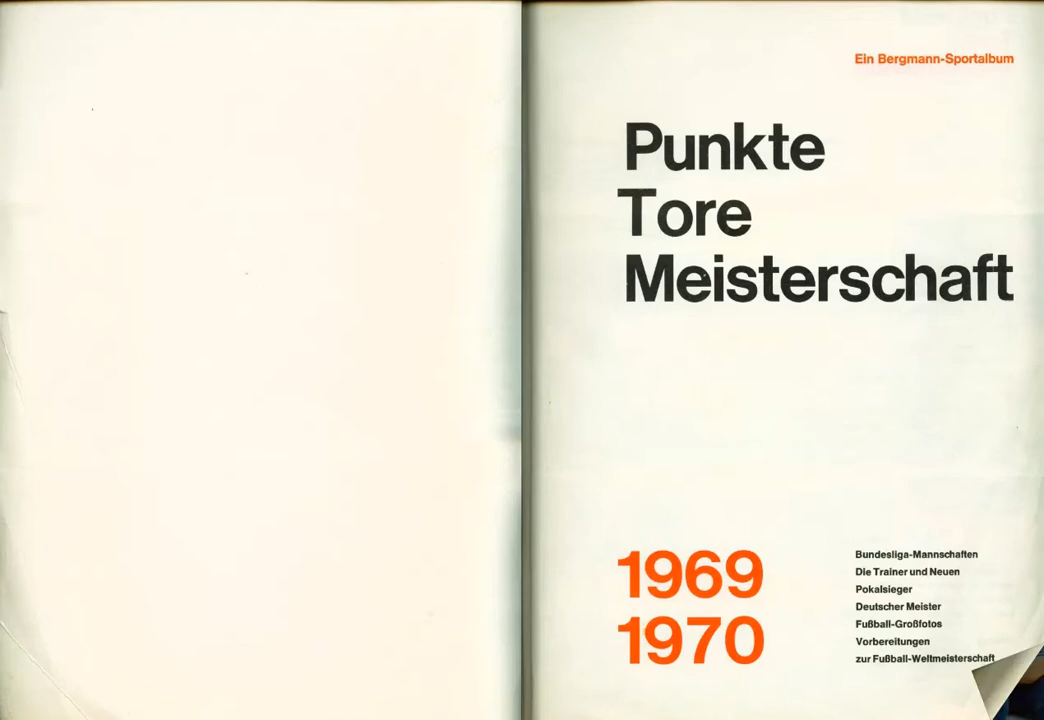 Ein Bergmann-Sportalbum
Punkte
Tore
Meisterschaft
1969
1970
Bundesliga-Mannschaften
Die Trainer und Neuen
Pokalsieger
Deutscher Meister
Fußball-Großfotos
Vorbereitungen
zur Fußball-Weltmeisterschaft